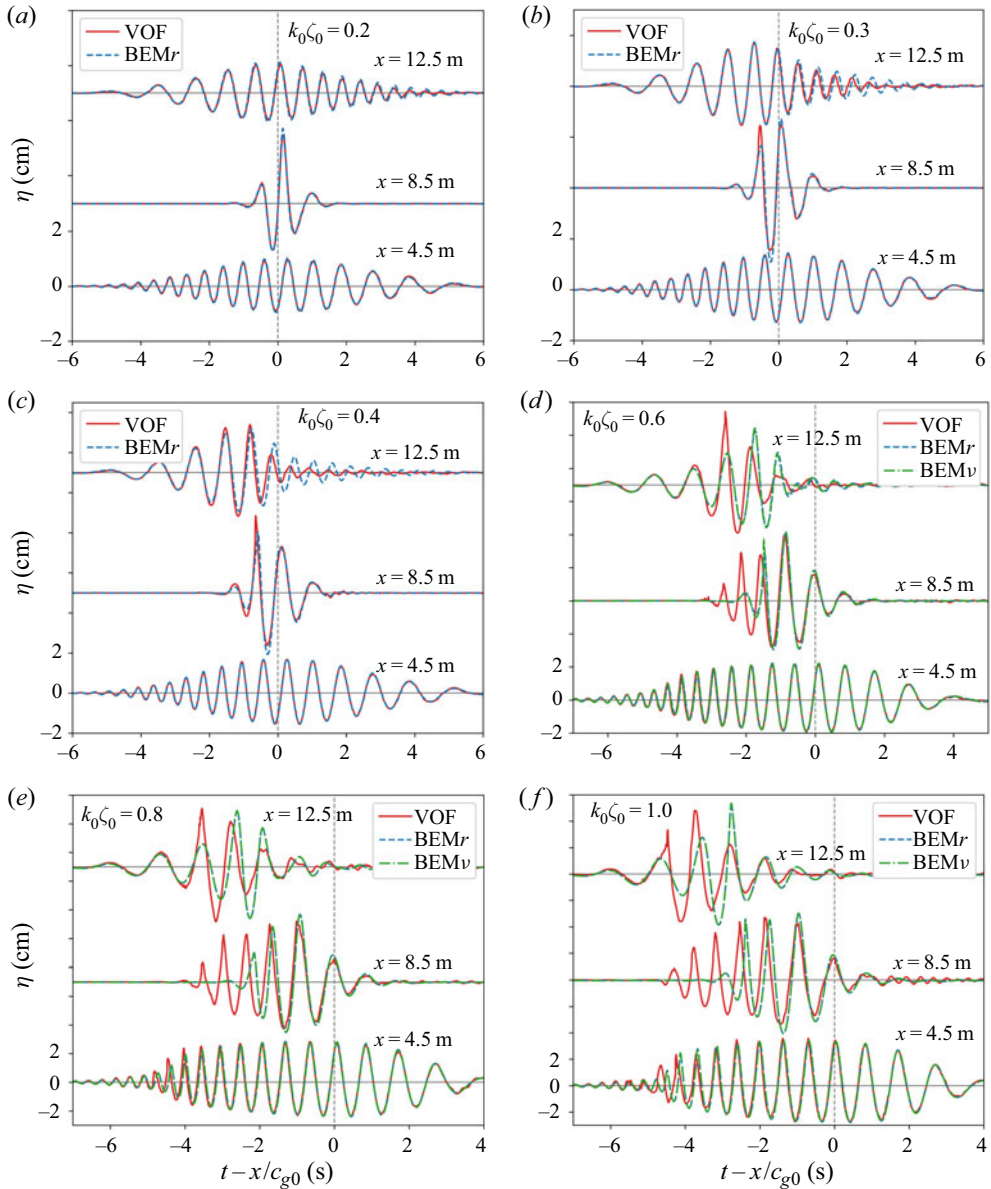 (a)
VOF
BEMr
k₀ζ₀ = 0.2
x = 12.5 m
x = 8.5 m
x = 4.5 m
η (cm)
2
0
–2
–6 –4 –2 0 2 4 6
(b)
VOF
BEMr
k₀ζ₀ = 0.3
x = 12.5 m
x = 8.5 m
x = 4.5 m
2
0
–2
–6 –4 –2 0 2 4 6
(c)
VOF
BEMr
k₀ζ₀ = 0.4
x = 12.5 m
x = 8.5 m
x = 4.5 m
η (cm)
2
0
–2
–6 –4 –2 0 2 4 6
(d)
k₀ζ₀ = 0.6
VOF
BEMr
BEMν
x = 12.5 m
x = 8.5 m
x = 4.5 m
2
0
–2
–6 –4 –2 0 2 4
(e)
k₀ζ₀ = 0.8
x = 12.5 m
VOF
BEMr
BEMν
x = 8.5 m
x = 4.5 m
η (cm)
2
0
–2
–6 –4 –2 0 2 4
t – x/c_g0 (s)
(f)
k₀ζ₀ = 1.0
VOF
BEMr
BEMν
x = 12.5 m
x = 8.5 m
x = 4.5 m
2
0
–2
–6 –4 –2 0 2 4
t – x/c_g0 (s)